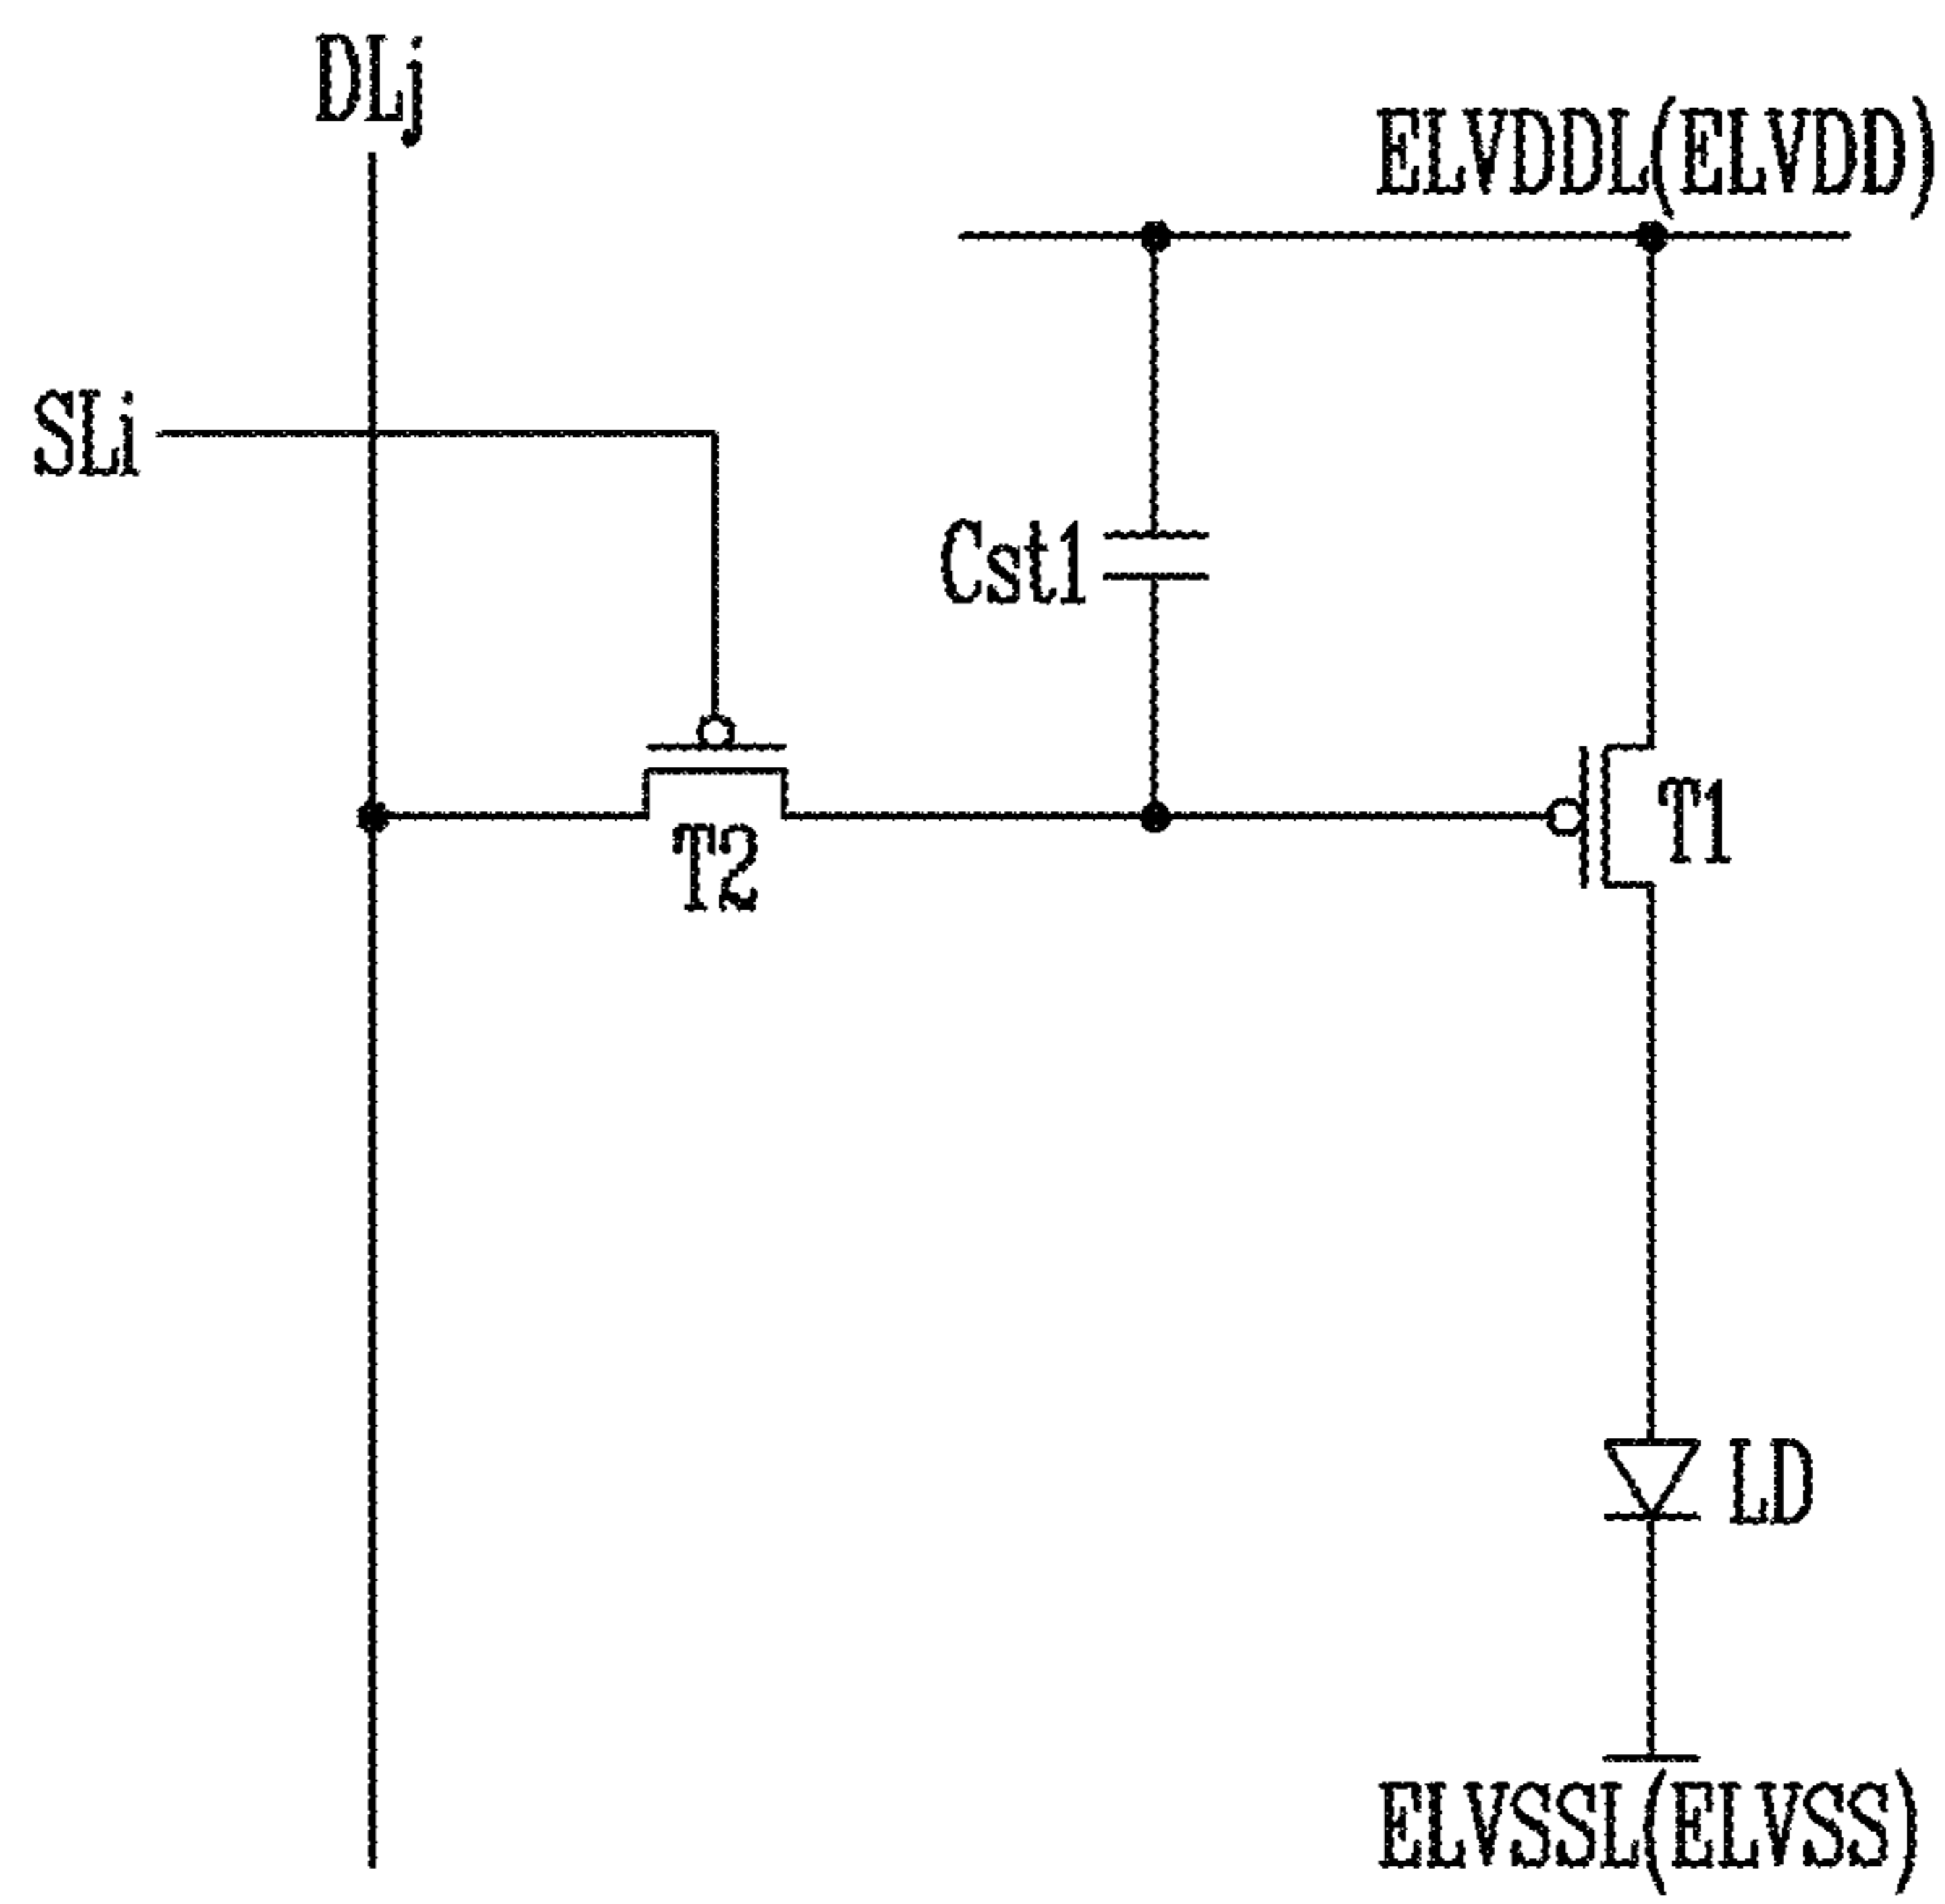 DLj
ELVDDL(ELVDD)
SLi
Cst1
T1
T2
LD
ELVSSL(ELVSS)